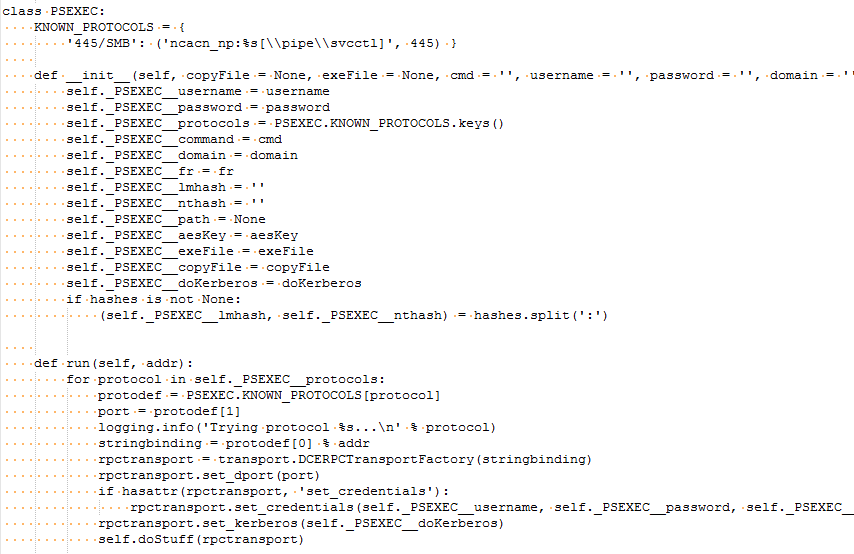 class PSEXEC:
    KNOWN_PROTOCOLS = {
        '445/SMB': ('ncacn_np:%s[\\pipe\\svcctl]', 445) }

    def __init__(self, copyFile = None, exeFile = None, cmd = '', username = '', password = '', domain = ''
        self._PSEXEC__username = username
        self._PSEXEC__password = password
        self._PSEXEC__protocols = PSEXEC.KNOWN_PROTOCOLS.keys()
        self._PSEXEC__command = cmd
        self._PSEXEC__domain = domain
        self._PSEXEC__fr = fr
        self._PSEXEC__lmhash = ''
        self._PSEXEC__nthash = ''
        self._PSEXEC__path = None
        self._PSEXEC__aesKey = aesKey
        self._PSEXEC__exeFile = exeFile
        self._PSEXEC__copyFile = copyFile
        self._PSEXEC__doKerberos = doKerberos
        if hashes is not None:
            (self._PSEXEC__lmhash, self._PSEXEC__nthash) = hashes.split(':')

    def run(self, addr):
        for protocol in self._PSEXEC__protocols:
            protodef = PSEXEC.KNOWN_PROTOCOLS[protocol]
            port = protodef[1]
            logging.info('Trying protocol %s...\n' % protocol)
            stringbinding = protodef[0] % addr
            rpctransport = transport.DCERPCTransportFactory(stringbinding)
            rpctransport.set_dport(port)
            if hasattr(rpctransport, 'set_credentials'):
                rpctransport.set_credentials(self._PSEXEC__username, self._PSEXEC__password, self._PSEXEC__
            rpctransport.set_kerberos(self._PSEXEC__doKerberos)
            self.doStuff(rpctransport)